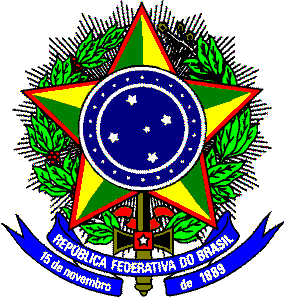 REPÚBLICA FEDERATIVA DO BRASIL
15 de novembro de 1889